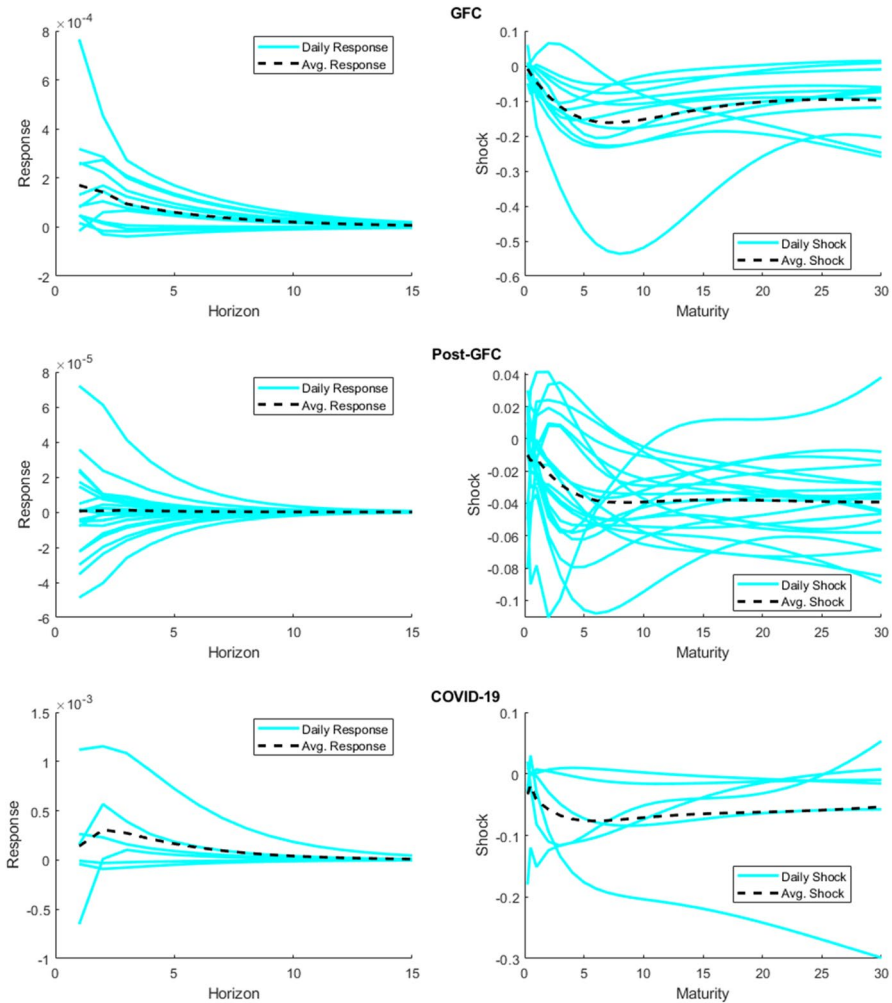 GFC
×10⁻⁴
8
6
4
2
0
-2
Response
0 5 10 15
Horizon
Daily Response
Avg. Response
0.1
0
-0.1
-0.2
-0.3
-0.4
-0.5
-0.6
Shock
0 5 10 15 20 25 30
Maturity
Daily Shock
Avg. Shock
Post-GFC
×10⁻⁵
8
6
4
2
0
-2
-4
-6
Response
0 5 10 15
Horizon
Daily Response
Avg. Response
0.04
0.02
0
-0.02
-0.04
-0.06
-0.08
-0.1
Shock
0 5 10 15 20 25 30
Maturity
Daily Shock
Avg. Shock
COVID-19
×10⁻³
1.5
1
0.5
0
-0.5
-1
Response
0 5 10 15
Horizon
Daily Response
Avg. Response
0.1
0
-0.1
-0.2
-0.3
Shock
0 5 10 15 20 25 30
Maturity
Daily Shock
Avg. Shock